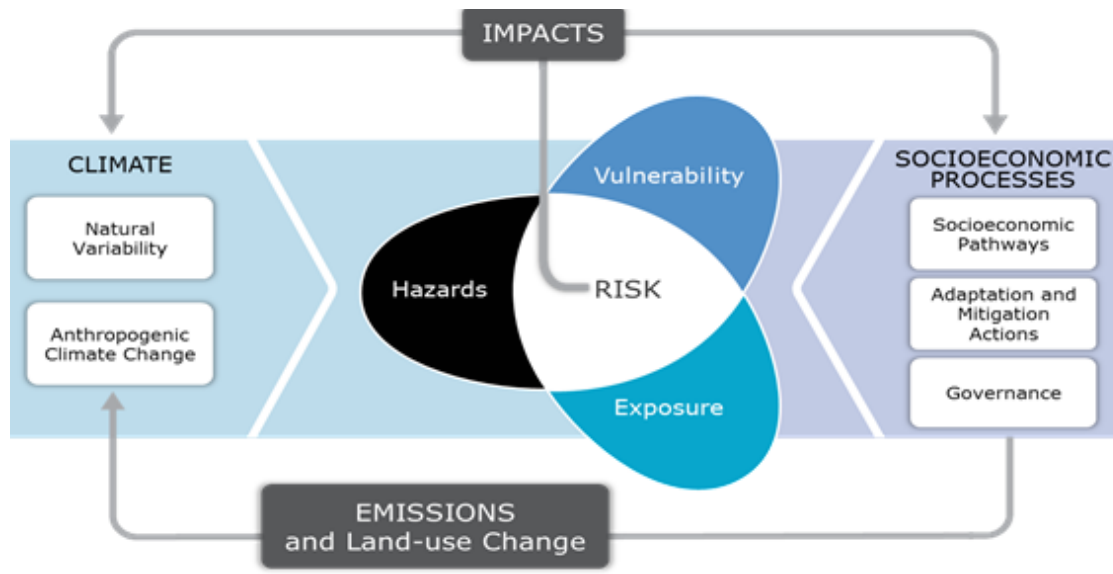 IMPACTS
CLIMATE
Natural
Variability
Anthropogenic
Climate Change
Vulnerability
Hazards
RISK
Exposure
SOCIOECONOMIC
PROCESSES
Socioeconomic
Pathways
Adaptation and
Mitigation
Actions
Governance
EMISSIONS
and Land-use Change